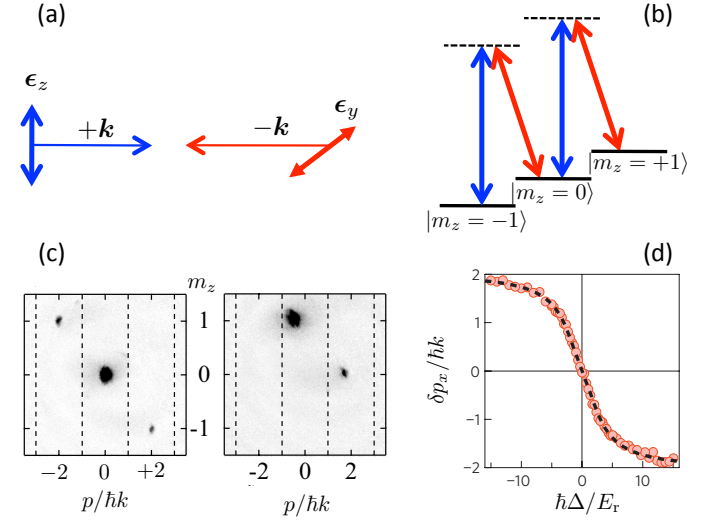 (a)
(b)
ϵz
+k
−k
ϵy
|mz = −1⟩
|mz = 0⟩
|mz = +1⟩
(c)
mz
(d)
1
0
-1
−2 0 +2
p/ħk
-2 0 2
p/ħk
δpx/ħk
2
1
0
-1
-2
−10 0 10
ħΔ/Er